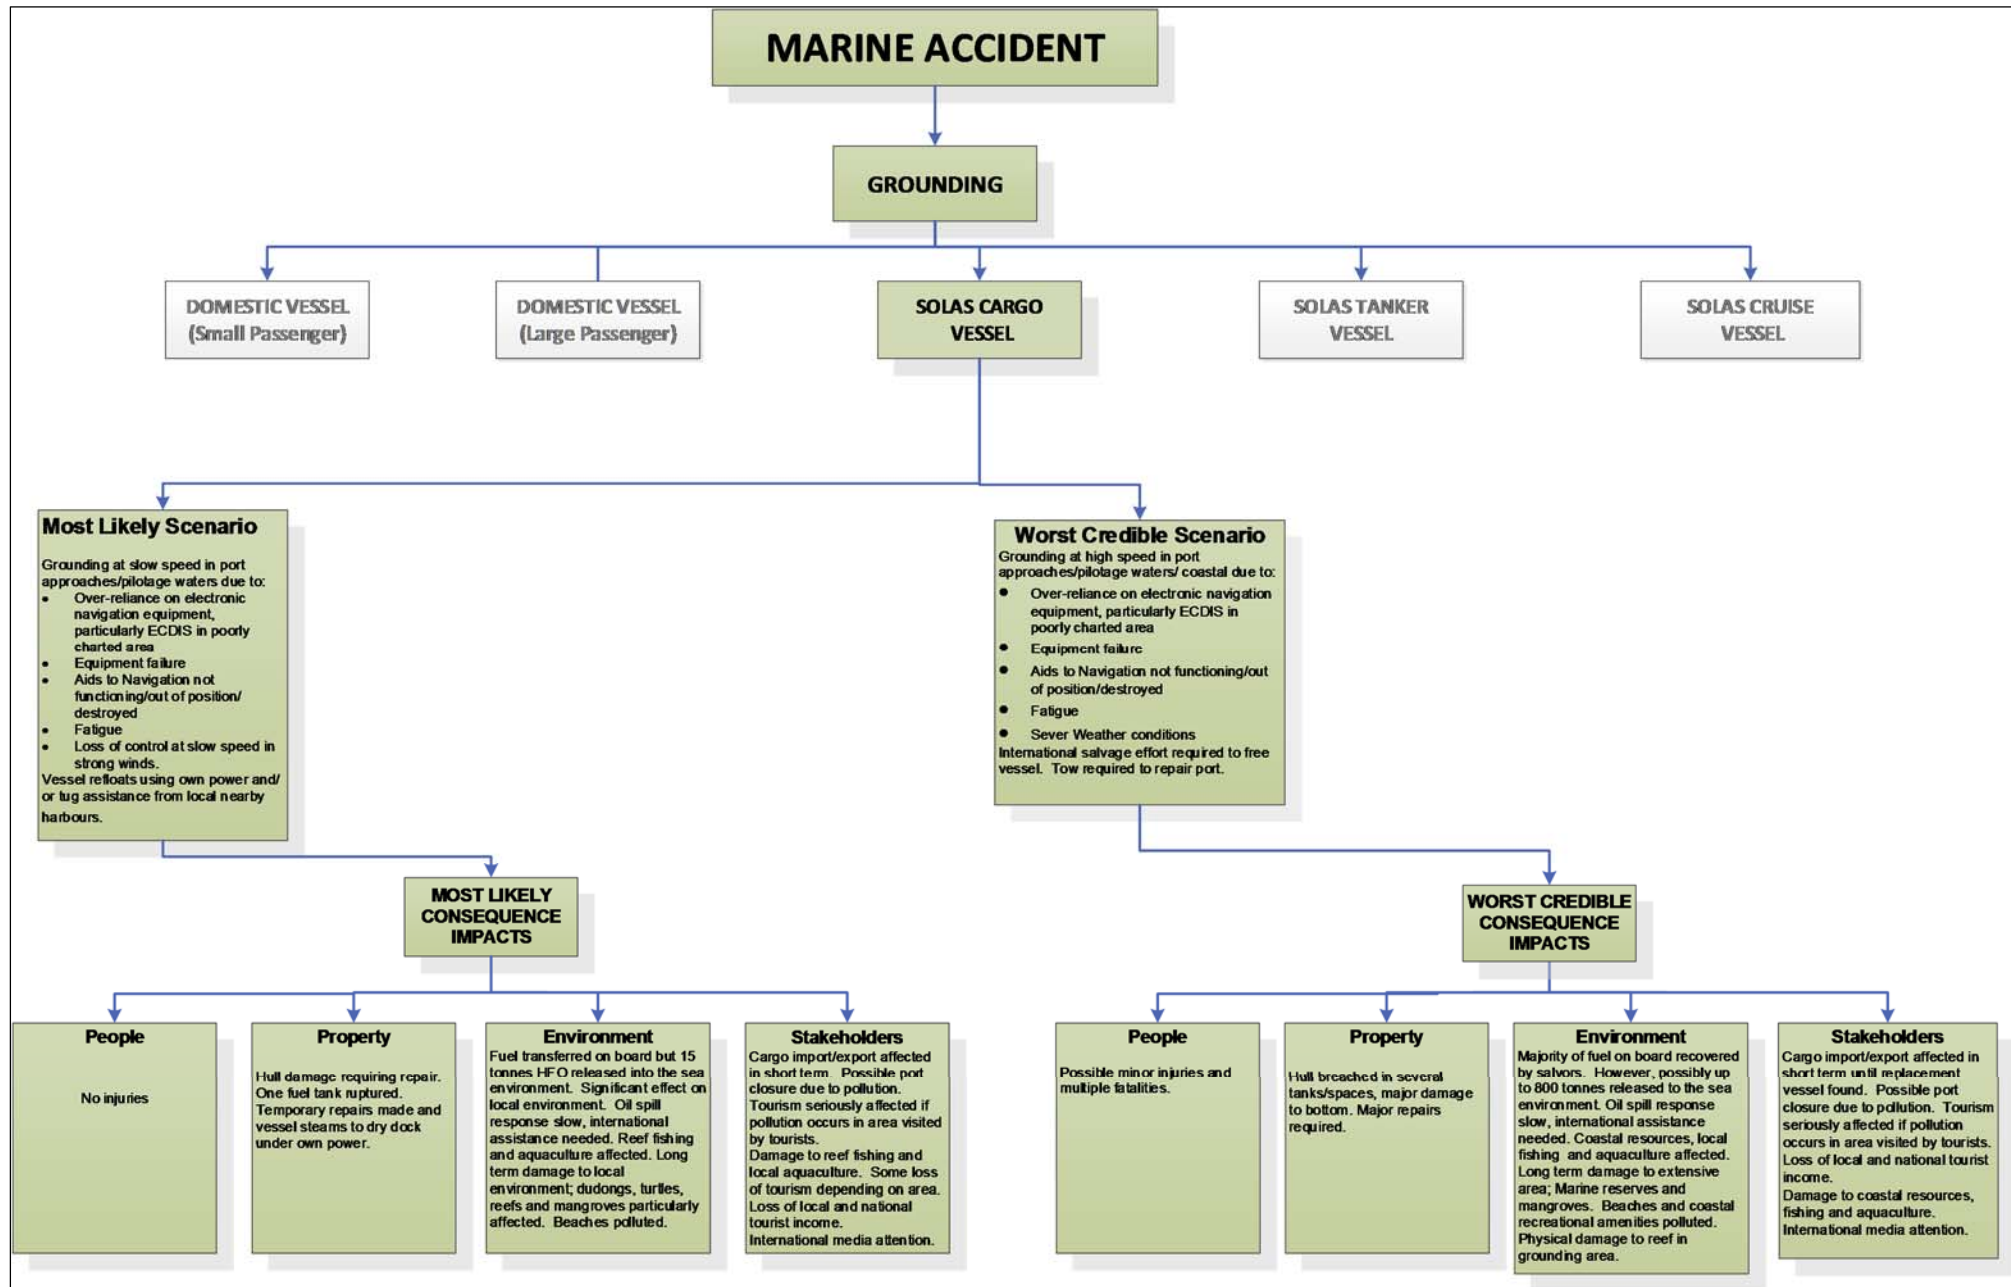 MARINE ACCIDENT
GROUNDING
DOMESTIC VESSEL
(Small Passenger)
DOMESTIC VESSEL
(Large Passenger)
SOLAS CARGO
VESSEL
SOLAS TANKER
VESSEL
SOLAS CRUISE
VESSEL
Most Likely Scenario
Grounding at slow speed in port
approaches/pilotage waters due to:
• Over-reliance on electronic
navigation equipment,
particularly ECDIS in poorly
charted area
• Equipment failure
• Aids to Navigation not
functioning/out of position/
destroyed
• Fatigue
• Loss of control at slow speed in
strong winds.
Vessel refloats using own power and/
or tug assistance from local nearby
harbours.
Worst Credible Scenario
Grounding at high speed in port
approaches/pilotage waters/ coastal due to:
• Over-reliance on electronic navigation
equipment, particularly ECDIS in
poorly charted area
• Equipment failure
• Aids to Navigation not functioning/out
of position/destroyed
• Fatigue
• Sever Weather conditions
International salvage effort required to free
vessel. Tow required to repair port.
MOST LIKELY
CONSEQUENCE
IMPACTS
WORST CREDIBLE
CONSEQUENCE
IMPACTS
People
No injuries
Property
Hull damage requiring repair.
One fuel tank ruptured.
Temporary repairs made and
vessel steams to dry dock
under own power.
Environment
Fuel transferred on board but 15
tonnes HFO released into the sea
environment. Significant effect on
local environment. Oil spill
response slow, international
assistance needed. Reef fishing
and aquaculture affected. Long
term damage to local
environment; dudongs, turtles,
reefs and mangroves particularly
affected. Beaches polluted.
Stakeholders
Cargo import/export affected
in short term. Possible port
closure due to pollution.
Tourism seriously affected if
pollution occurs in area visited
by tourists.
Damage to reef fishing and
local aquaculture. Some loss
of tourism depending on area.
Loss of local and national
tourist income.
International media attention.
People
Possible minor injuries and
multiple fatalities.
Property
Hull breached in several
tanks/spaces, major damage
to bottom. Major repairs
required.
Environment
Majority of fuel on board recovered
by salvors. However, possibly up
to 800 tonnes released to the sea
environment. Oil spill response
slow, international assistance
needed. Coastal resources, local
fishing and aquaculture affected.
Long term damage to extensive
area; Marine reserves and
mangroves. Beaches and coastal
recreational amenities polluted.
Physical damage to reef in
grounding area.
Stakeholders
Cargo import/export affected in
short term until replacement
vessel found. Possible port
closure due to pollution. Tourism
seriously affected if pollution
occurs in area visited by tourists.
Loss of local and national tourist
income.
Damage to coastal resources,
fishing and aquaculture.
International media attention.